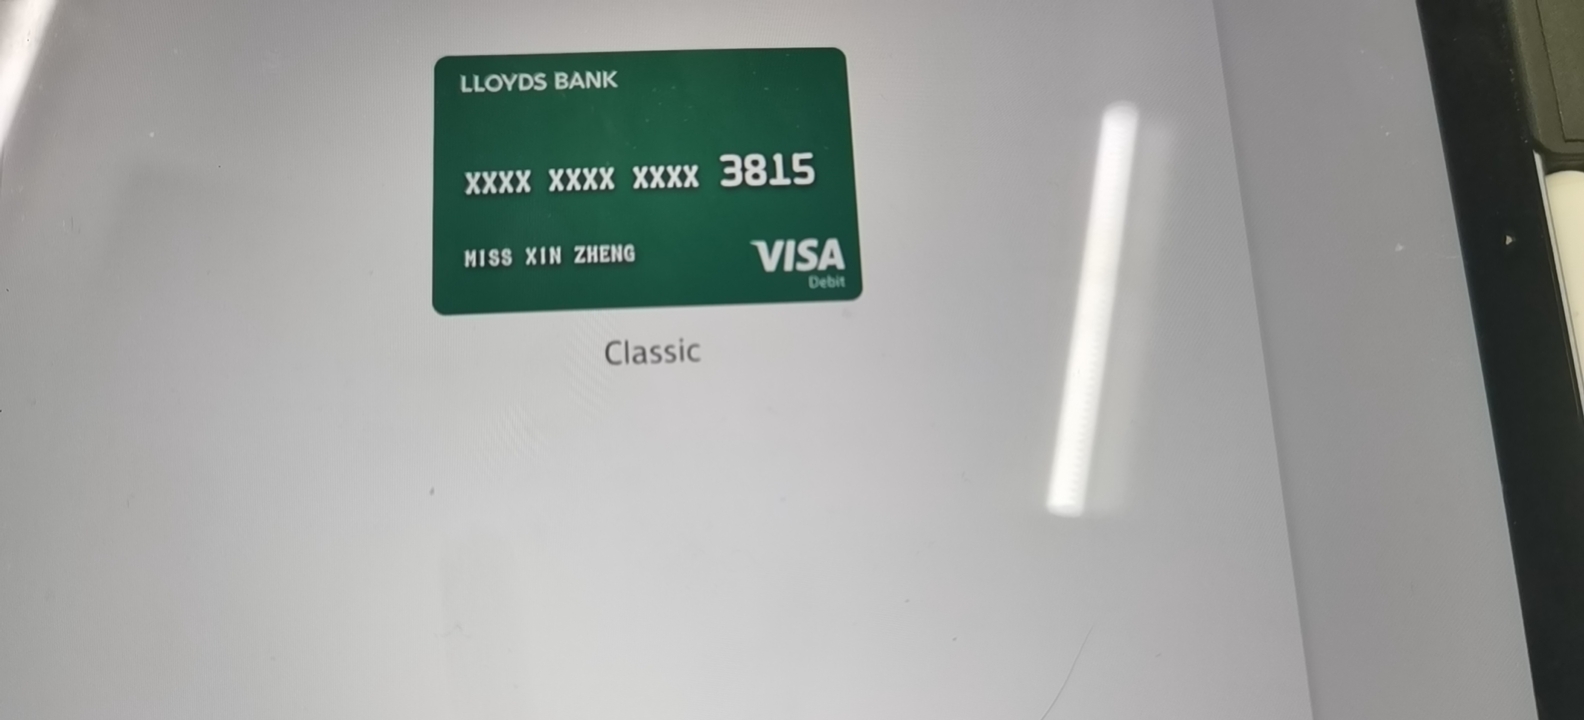 LLOYDS BANK
XXXX XXXX XXXX 3815
MISS XIN ZHENG
VISA
Debit
Classic